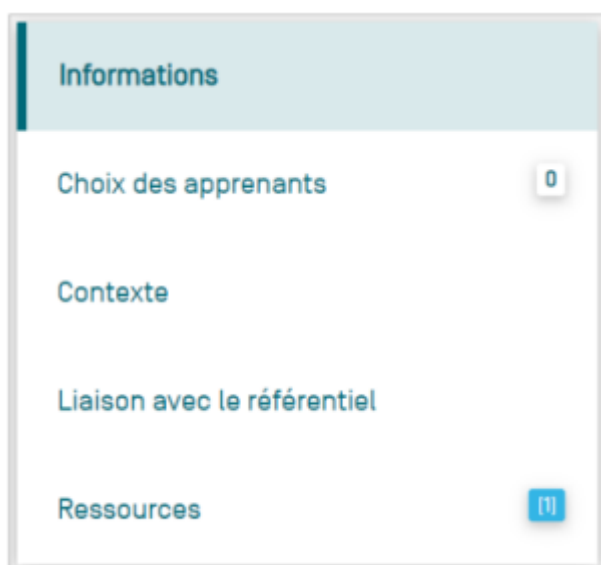 Informations
Choix des apprenants 0
Contexte
Liaison avec le référentiel
Ressources [1]